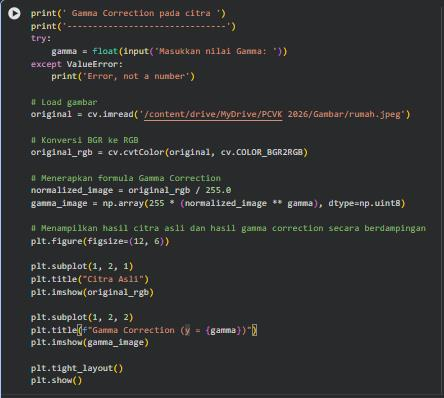 print(' Gamma Correction pada citra ')
print('------------------------------')
try:
    gamma = float(input('Masukkan nilai Gamma: '))
except ValueError:
    print('Error, not a number')

# Load gambar
original = cv.imread('/content/drive/MyDrive/PCVK 2026/Gambar/rumah.jpeg')

# Konversi BGR ke RGB
original_rgb = cv.cvtColor(original, cv.COLOR_BGR2RGB)

# Menerapkan formula Gamma Correction
normalized_image = original_rgb / 255.0
gamma_image = np.array(255 * (normalized_image ** gamma), dtype=np.uint8)

# Menampilkan hasil citra asli dan hasil gamma correction secara berdampingan
plt.figure(figsize=(12, 6))

plt.subplot(1, 2, 1)
plt.title("Citra Asli")
plt.imshow(original_rgb)

plt.subplot(1, 2, 2)
plt.title(f"Gamma Correction (γ = {gamma})")
plt.imshow(gamma_image)

plt.tight_layout()
plt.show()